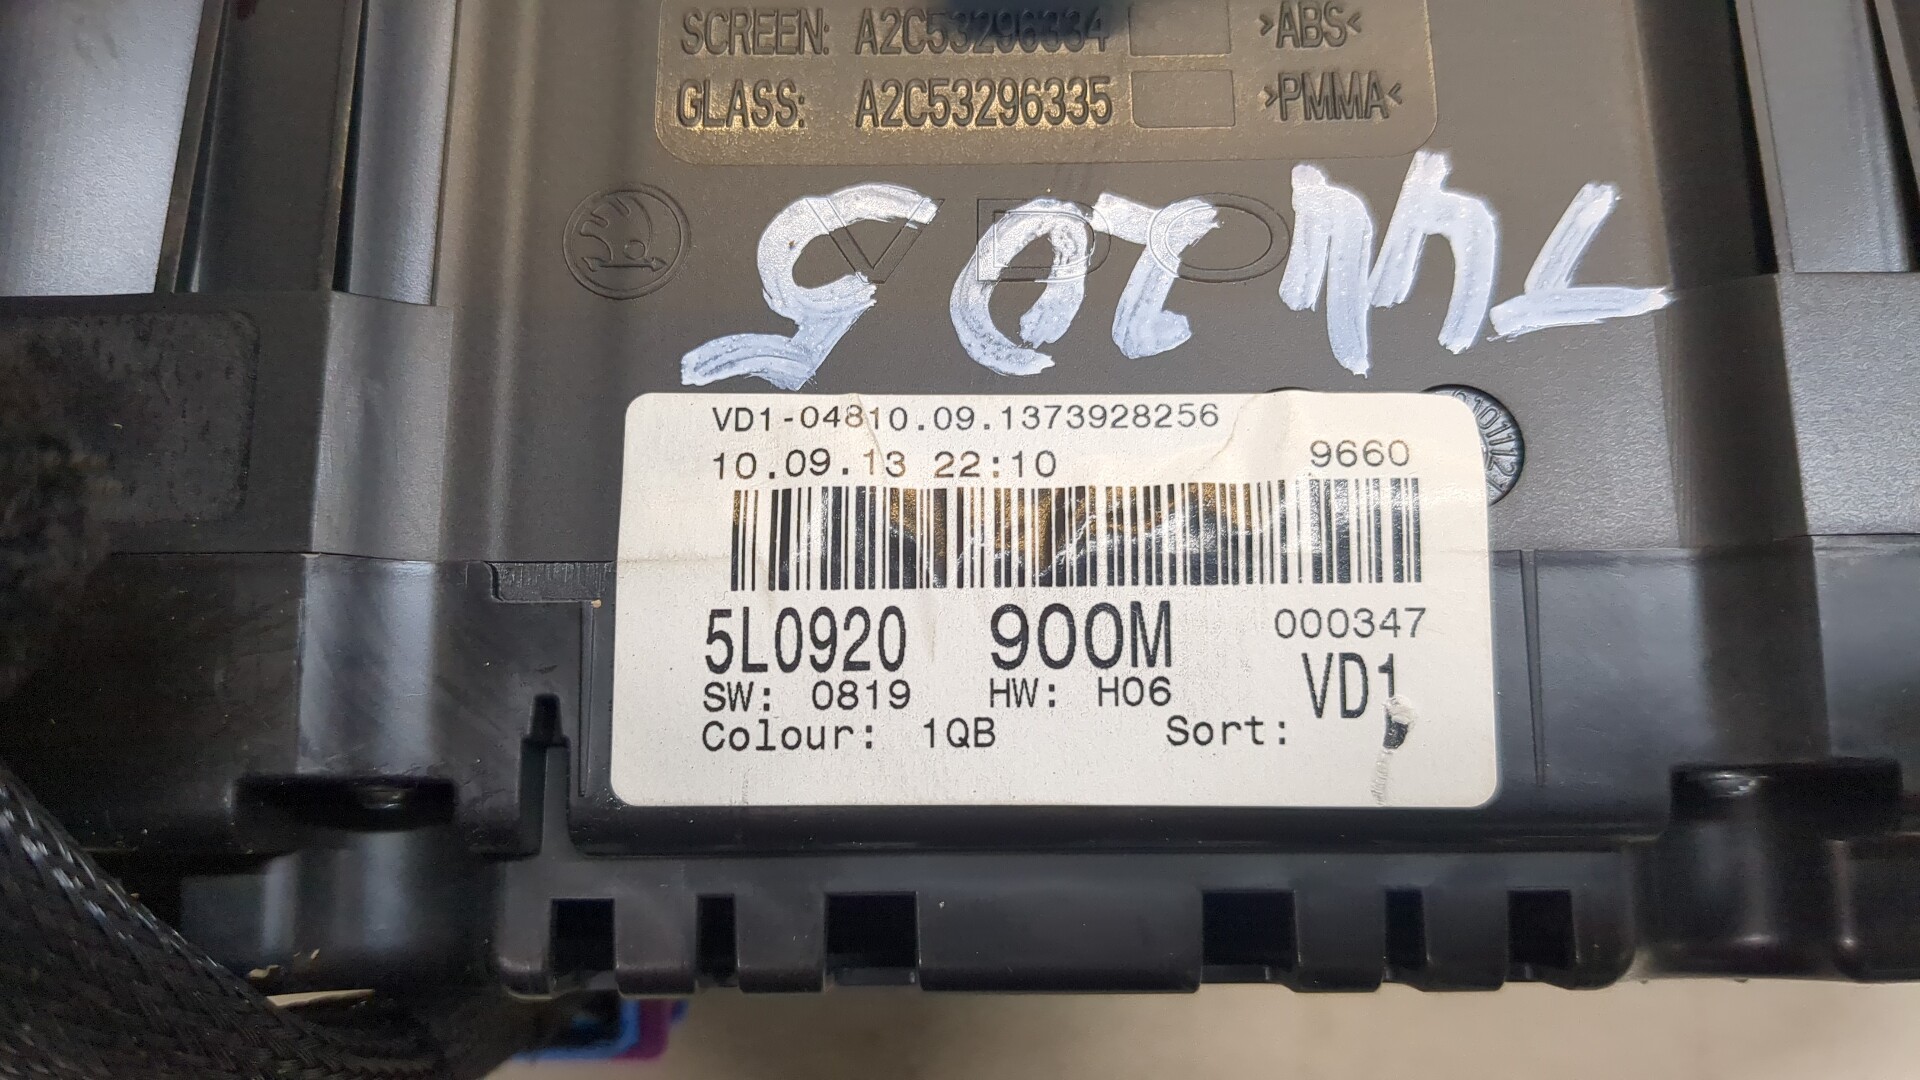 SCREEN: A2C53296334 >ABS<
GLASS: A2C53296335 >PMMA<
VDO
VD1-04810.09.1373928256
10.09.13 22:10 9660
5L0920 900M 000347
SW: 0819 HW: H06 VD1
Colour: 1QB Sort: